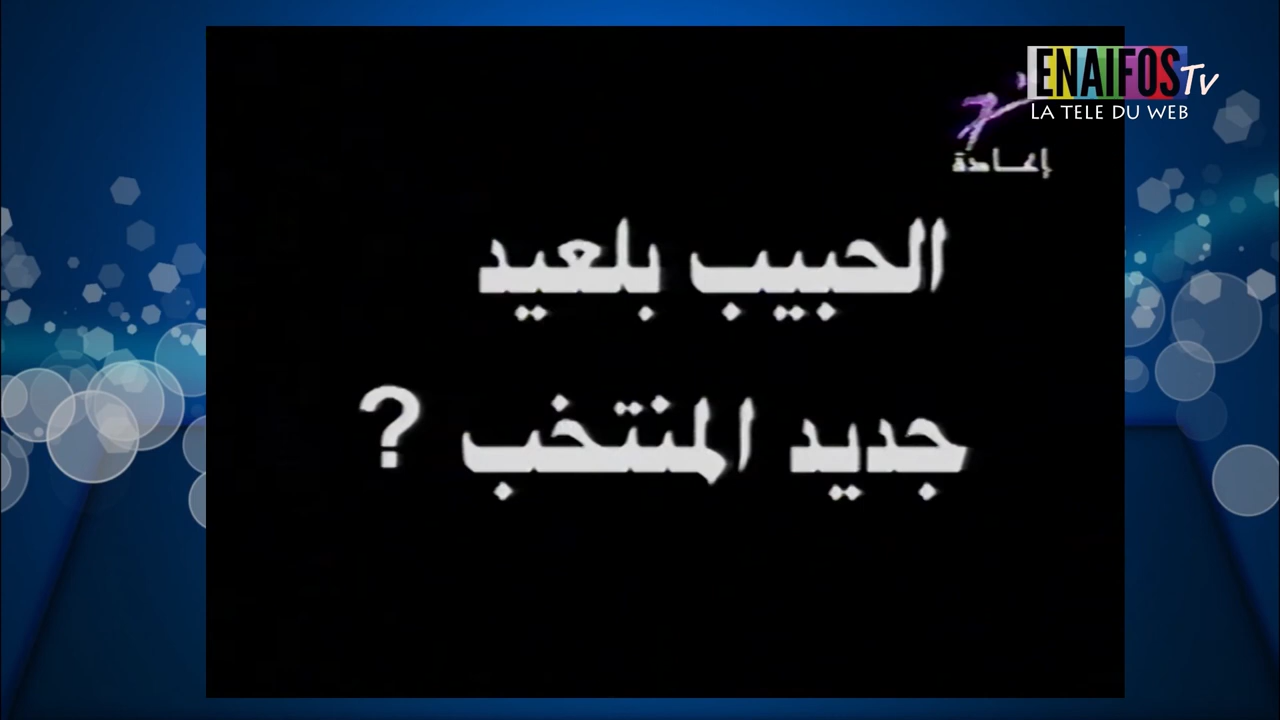 ENAIFOS Tv
LA TELE DU WEB
إعادة
الحبيب بلعيد
جديد المنتخب ?